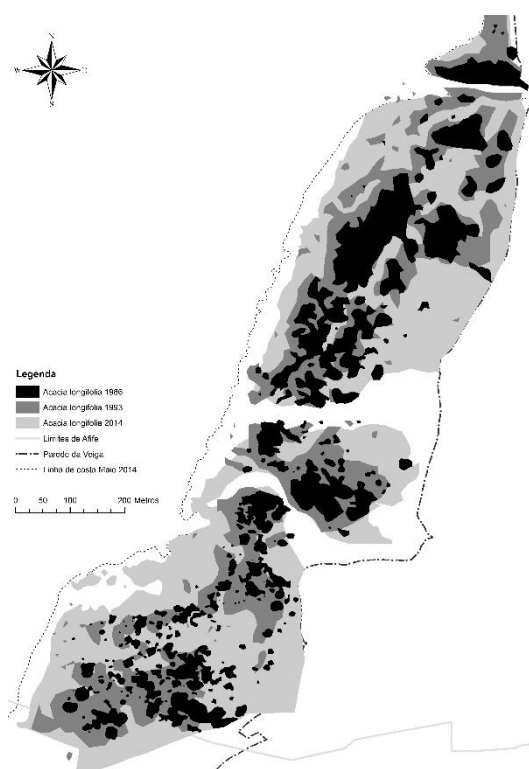 N
W
S
Legenda
Acacia longifolia 1986
Acacia longifolia 1993
Acacia longifolia 2014
Limites de Afife
Paredo da Veiga
Linha de costa Maio 2014
0 50 100 200 Metros